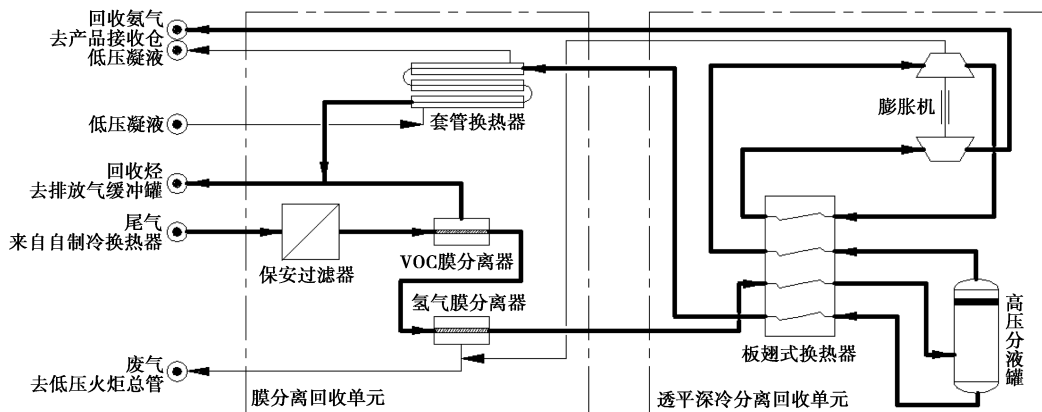 回收氨气
去产品接收仓
低压凝液
低压凝液
套管换热器
膨胀机
回收烃
去排放气缓冲罐
尾气
来自自制冷换热器
保安过滤器
VOC膜分离器
氢气膜分离器
板翅式换热器
高压分液罐
废气
去低压火炬总管
膜分离回收单元
透平深冷分离回收单元